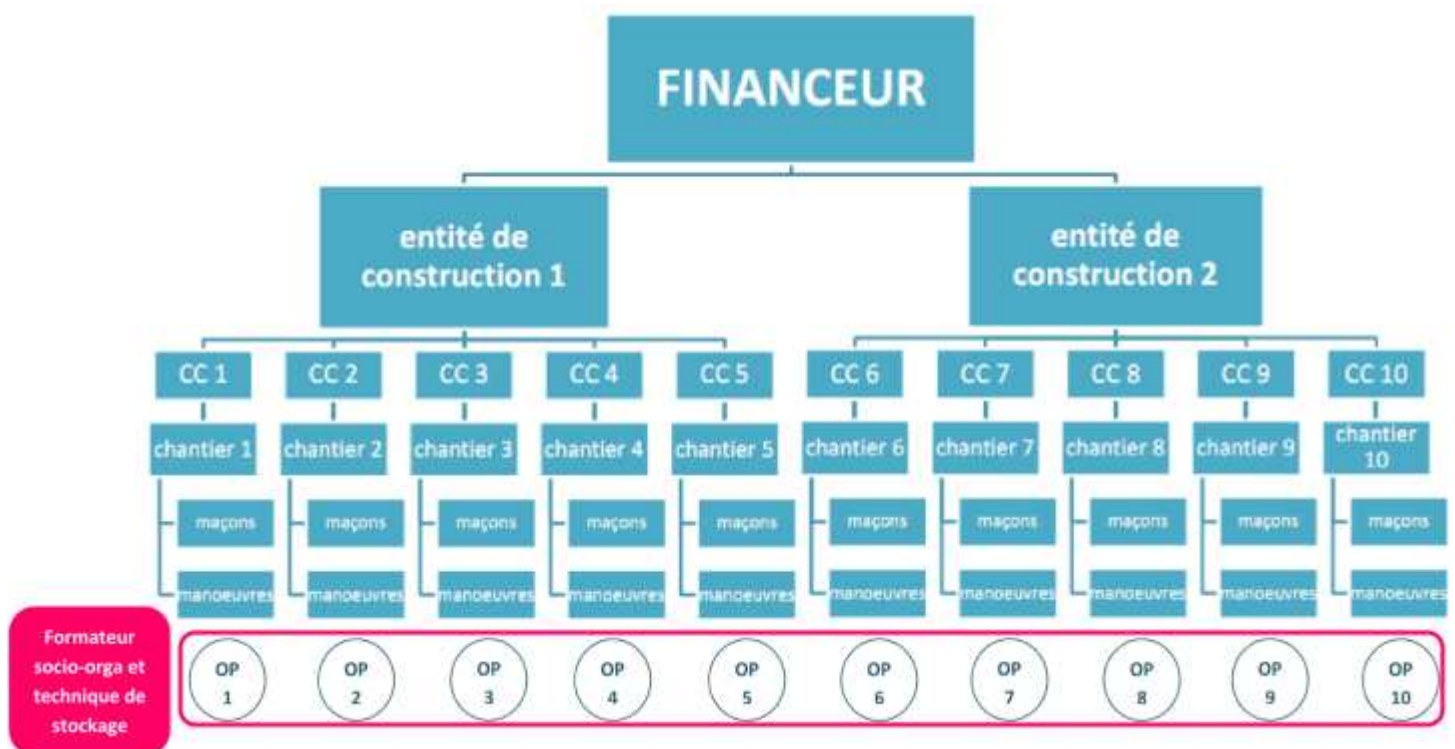 FINANCEUR
entité de
construction 1
entité de
construction 2
CC 1
CC 2
CC 3
CC 4
CC 5
CC 6
CC 7
CC 8
CC 9
CC 10
chantier 1
chantier 2
chantier 3
chantier 4
chantier 5
chantier 6
chantier 7
chantier 8
chantier 9
chantier
10
maçons
maçons
maçons
maçons
maçons
maçons
maçons
maçons
maçons
maçons
manoeuvres
manoeuvres
manoeuvres
manoeuvres
manoeuvres
manoeuvres
manoeuvres
manoeuvres
manoeuvres
manoeuvres
Formateur
socio-orga et
technique de
stockage
OP
1
OP
2
OP
3
OP
4
OP
5
OP
6
OP
7
OP
8
OP
9
OP
10